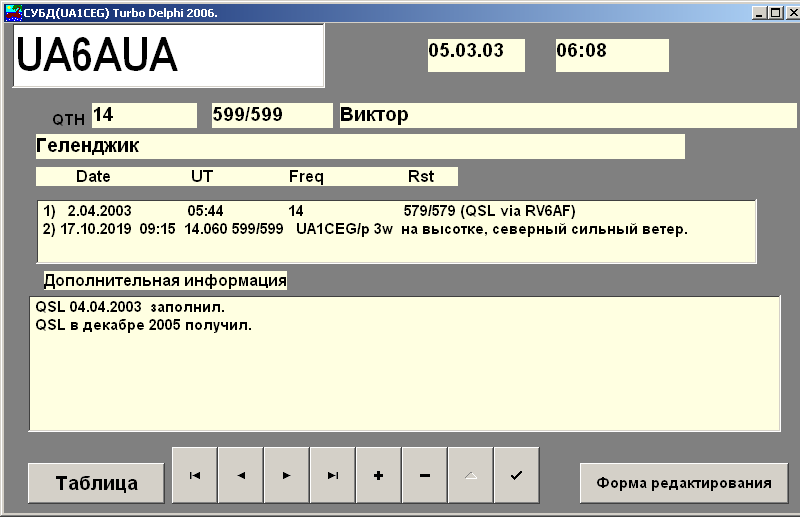 СУБД(UA1CEG) Turbo Delphi 2006.
UA6AUA
05.03.03 06:08
QTH 14 599/599 Виктор
Геленджик
Date UT Freq Rst
1) 2.04.2003 05:44 14 579/579 (QSL via RV6AF)
2) 17.10.2019 09:15 14.060 599/599 UA1CEG/p 3w на высотке, северный сильный ветер.
Дополнительная информация
QSL 04.04.2003 заполнил.
QSL в декабре 2005 получил.
Таблица
Форма редактирования